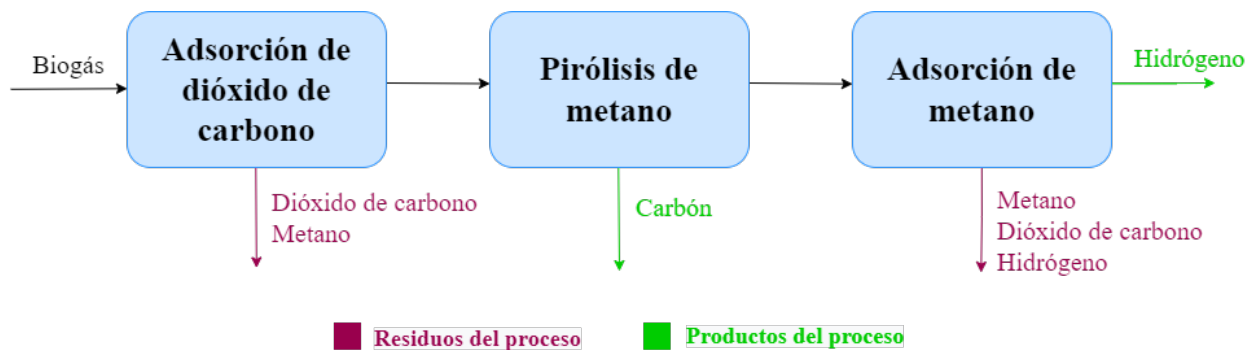 Biogás
Adsorción de
dióxido de
carbono
Pirólisis de
metano
Adsorción de
metano
Hidrógeno
Dióxido de carbono
Metano
Carbón
Metano
Dióxido de carbono
Hidrógeno
Residuos del proceso
Productos del proceso